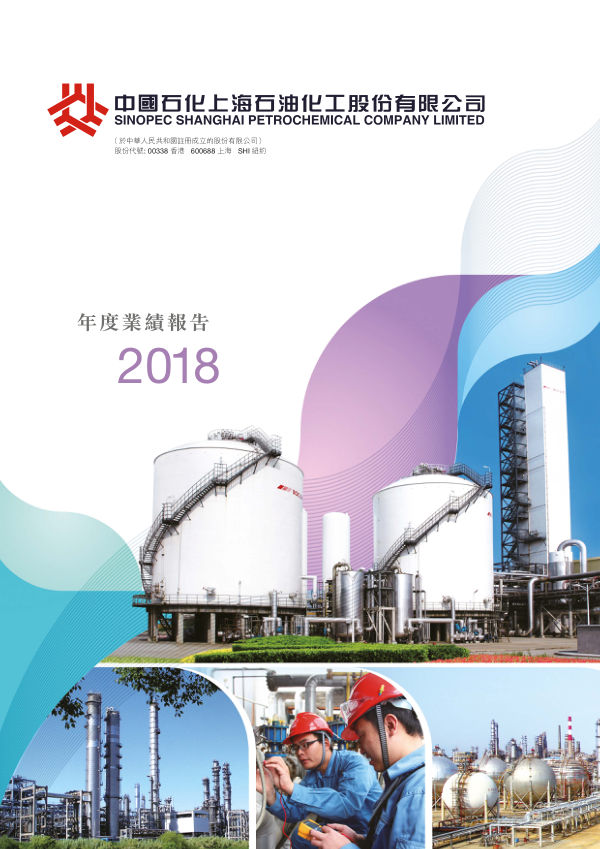 中國石化上海石油化工股份有限公司
SINOPEC SHANGHAI PETROCHEMICAL COMPANY LIMITED
（於中華人民共和國註冊成立的股份有限公司）
股份代號: 00338 香港 600688 上海 SHI 紐約
年度業績報告
2018